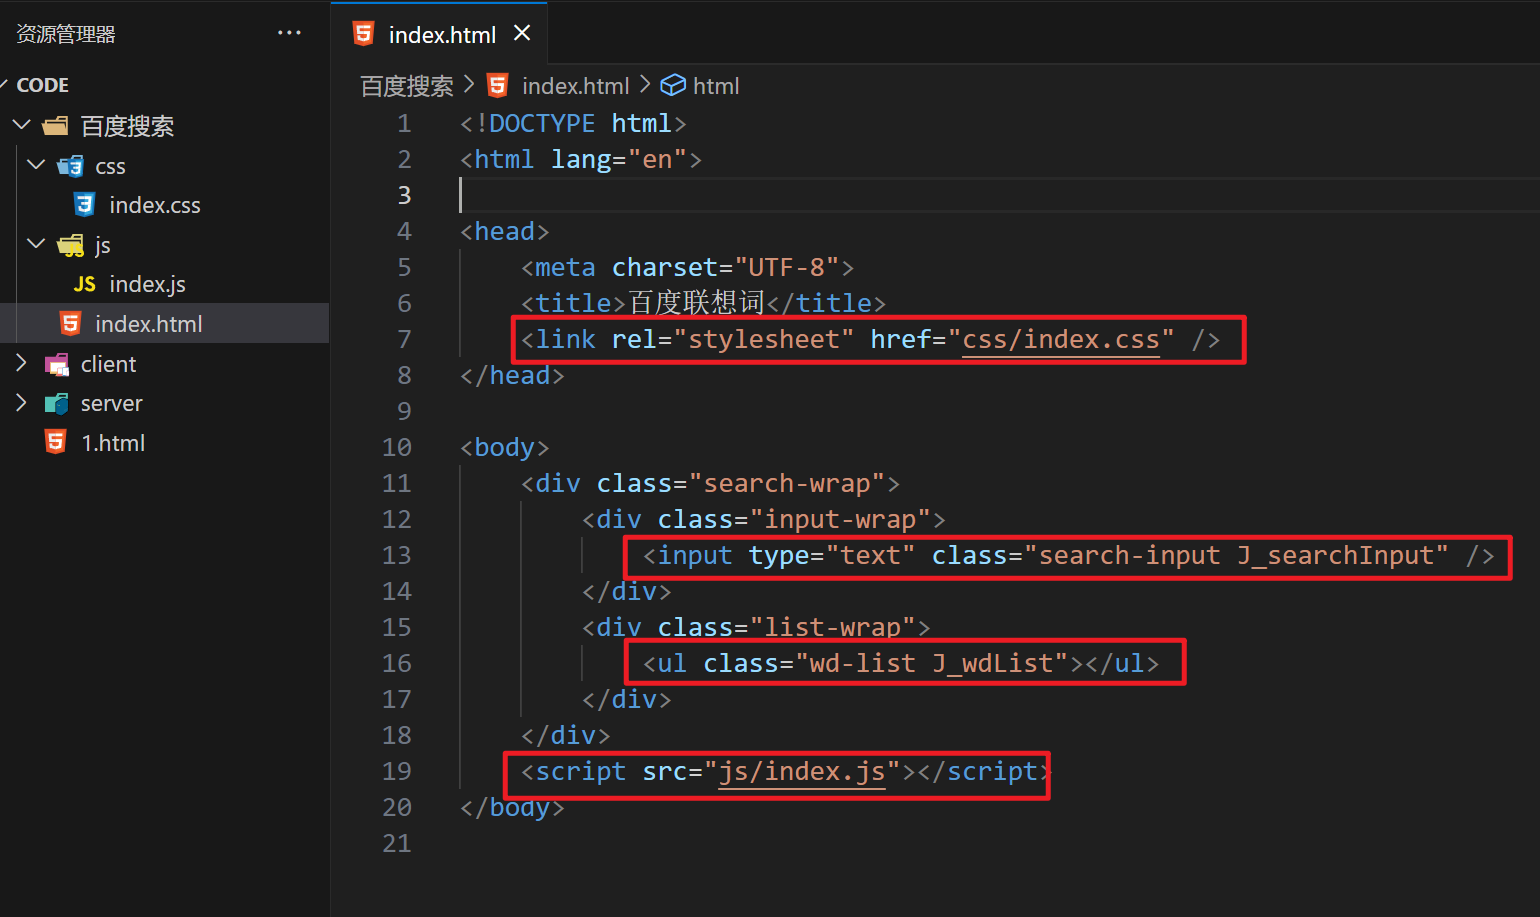 资源管理器 ···
CODE
百度搜索
css
index.css
js
JS index.js
index.html
client
server
1.html
index.html ×
百度搜索 > index.html > html
1 <!DOCTYPE html>
2 <html lang="en">
3
4 <head>
5 <meta charset="UTF-8">
6 <title>百度联想词</title>
7 <link rel="stylesheet" href="css/index.css" />
8 </head>
9
10 <body>
11 <div class="search-wrap">
12 <div class="input-wrap">
13 <input type="text" class="search-input J_searchInput" />
14 </div>
15 <div class="list-wrap">
16 <ul class="wd-list J_wdList"></ul>
17 </div>
18 </div>
19 <script src="js/index.js"></script>
20 </body>
21